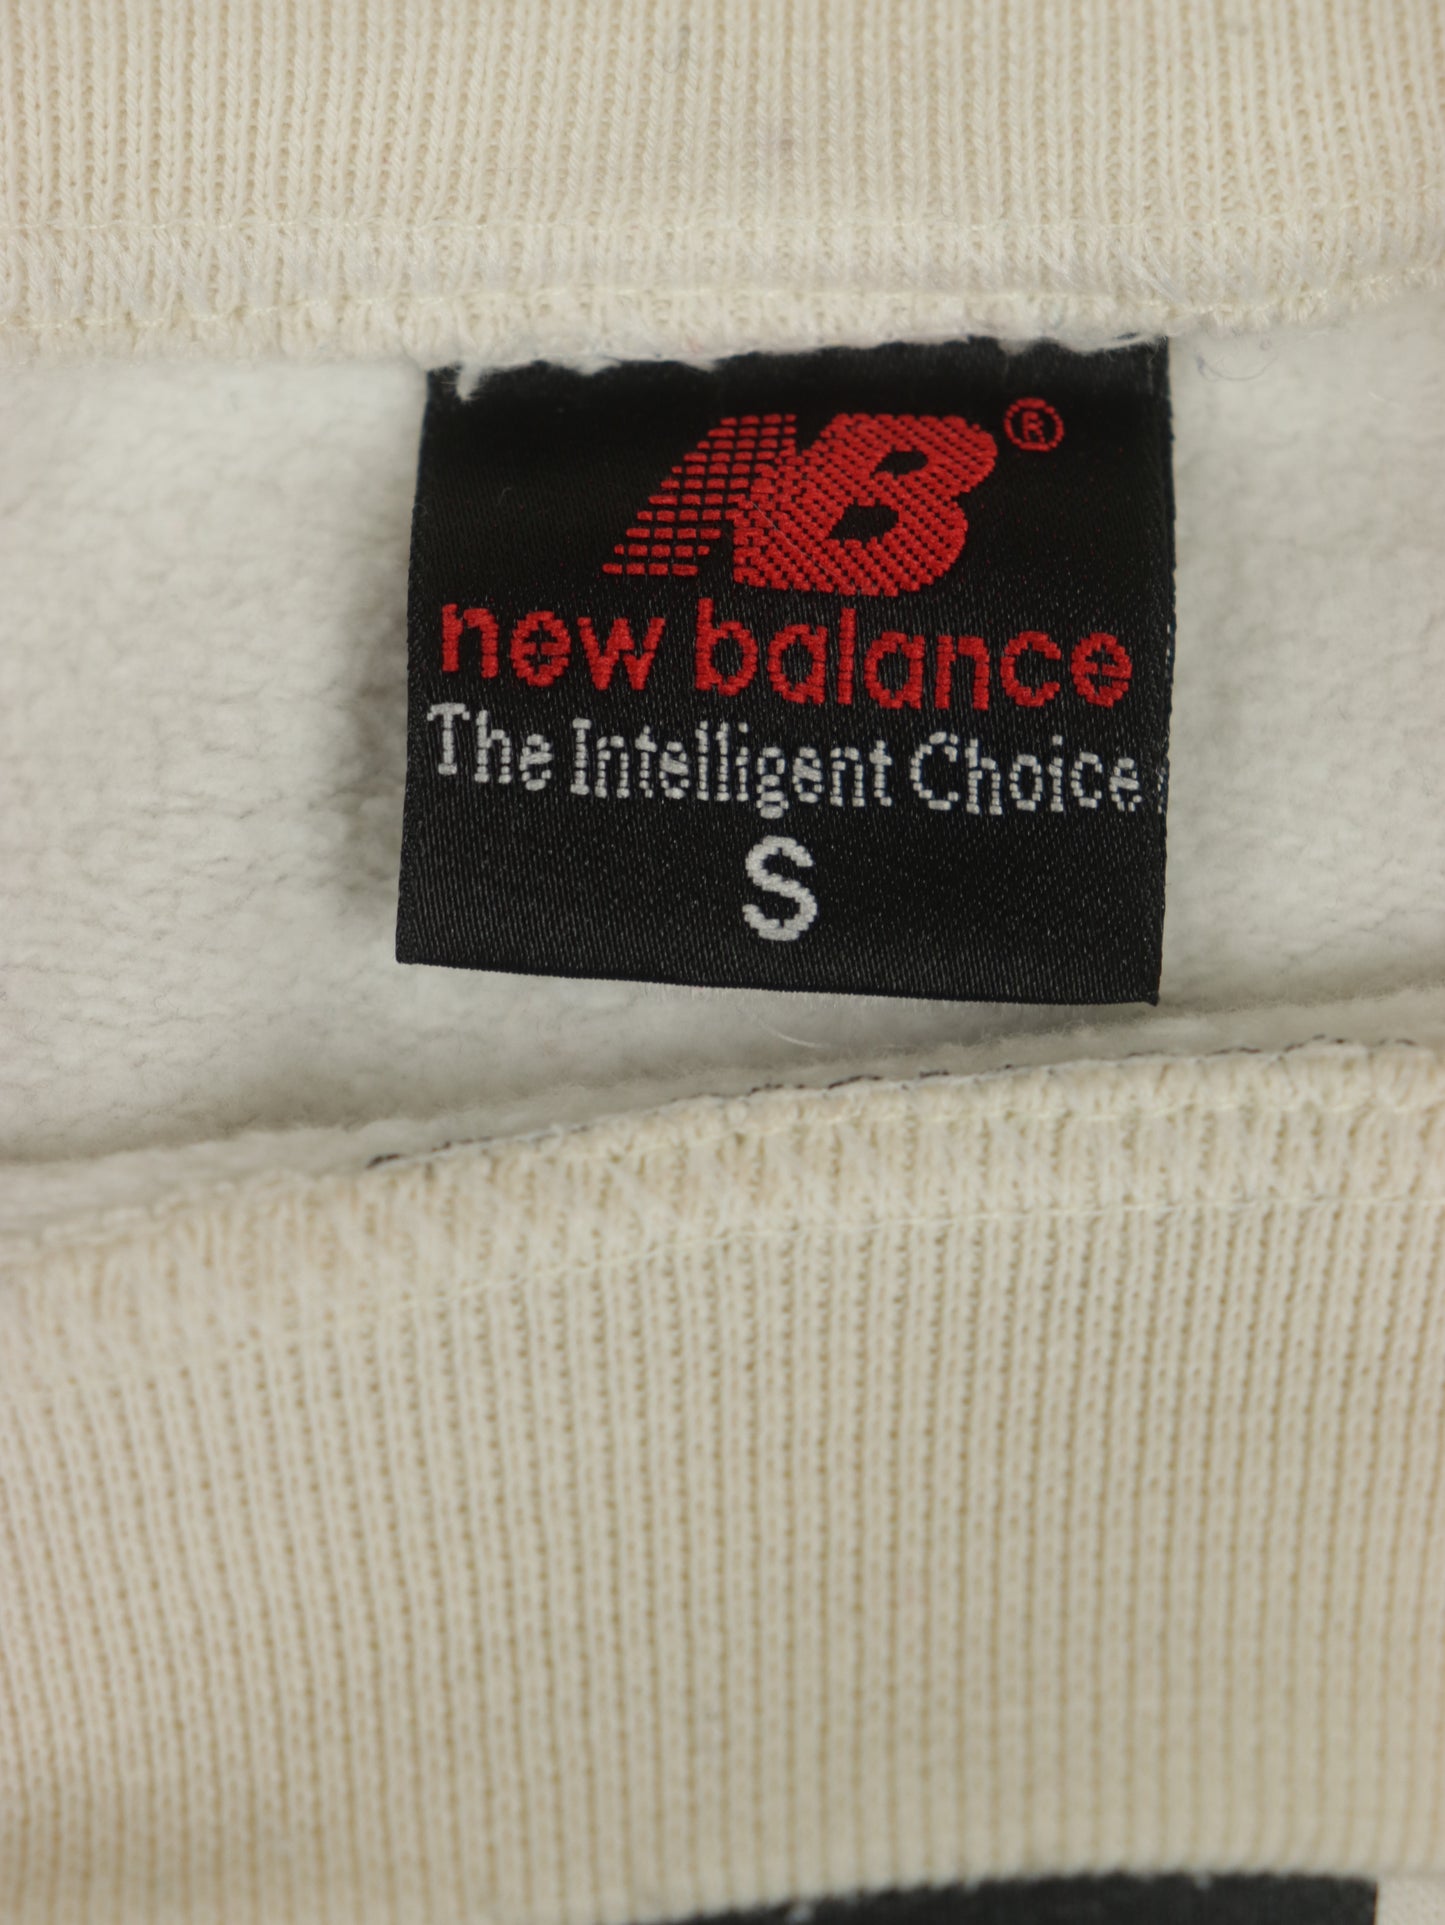 NB®
new balance
The Intelligent Choice
S